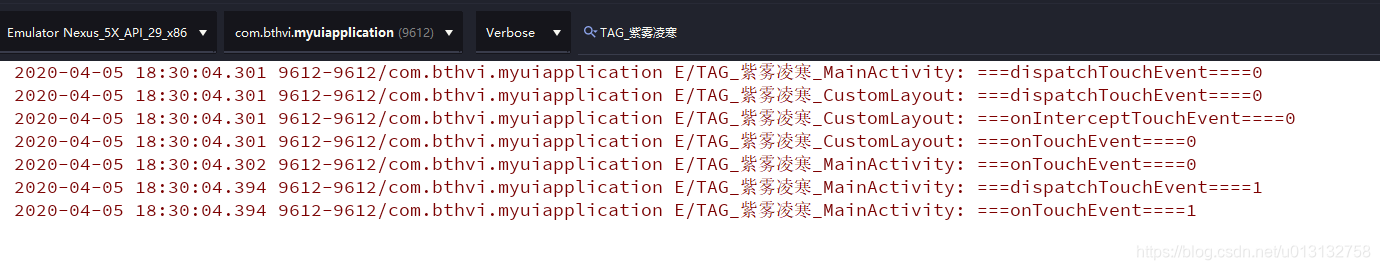 Emulator Nexus_5X_API_29_x86 com.bthvi.myuiapplication (9612) Verbose TAG_紫雾凌寒
2020-04-05 18:30:04.301 9612-9612/com.bthvi.myuiapplication E/TAG_紫雾凌寒_MainActivity: ===dispatchTouchEvent====0
2020-04-05 18:30:04.301 9612-9612/com.bthvi.myuiapplication E/TAG_紫雾凌寒_CustomLayout: ===dispatchTouchEvent====0
2020-04-05 18:30:04.301 9612-9612/com.bthvi.myuiapplication E/TAG_紫雾凌寒_CustomLayout: ===onInterceptTouchEvent====0
2020-04-05 18:30:04.301 9612-9612/com.bthvi.myuiapplication E/TAG_紫雾凌寒_CustomLayout: ===onTouchEvent====0
2020-04-05 18:30:04.302 9612-9612/com.bthvi.myuiapplication E/TAG_紫雾凌寒_MainActivity: ===onTouchEvent====0
2020-04-05 18:30:04.394 9612-9612/com.bthvi.myuiapplication E/TAG_紫雾凌寒_MainActivity: ===dispatchTouchEvent====1
2020-04-05 18:30:04.394 9612-9612/com.bthvi.myuiapplication E/TAG_紫雾凌寒_MainActivity: ===onTouchEvent====1
https://blog.csdn.net/u013132758